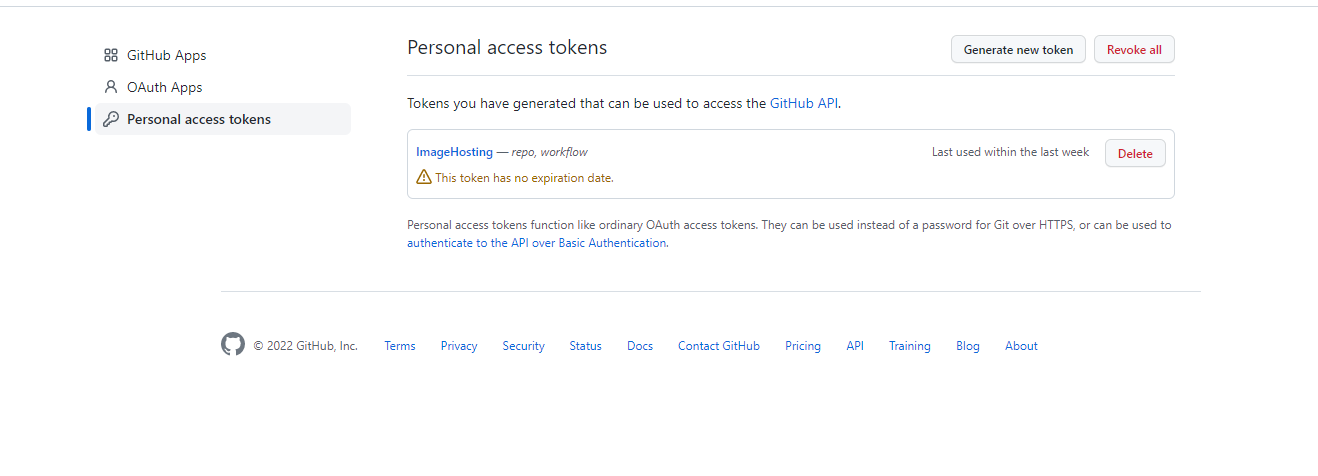 GitHub Apps
OAuth Apps
Personal access tokens
Personal access tokens
Generate new token
Revoke all
Tokens you have generated that can be used to access the GitHub API.
ImageHosting — repo, workflow
Last used within the last week
Delete
This token has no expiration date.
Personal access tokens function like ordinary OAuth access tokens. They can be used instead of a password for Git over HTTPS, or can be used to
authenticate to the API over Basic Authentication.
© 2022 GitHub, Inc. Terms Privacy Security Status Docs Contact GitHub Pricing API Training Blog About